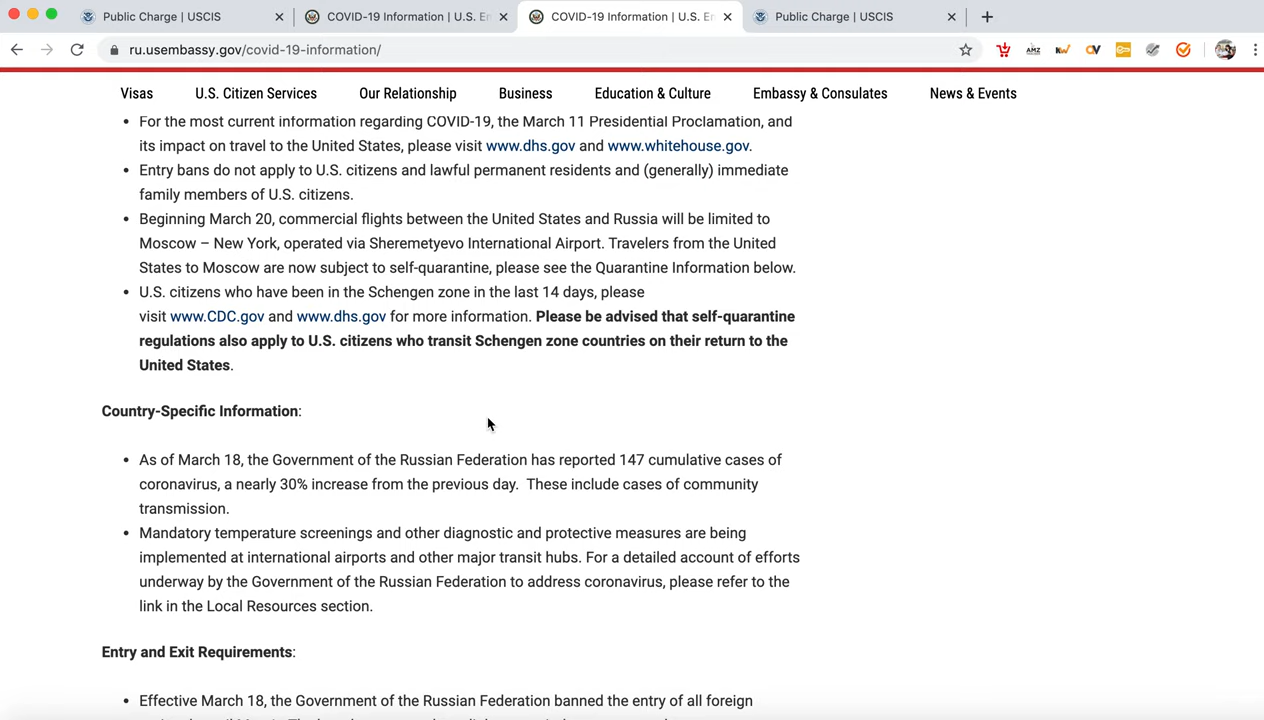 Public Charge | USCIS
COVID-19 Information | U.S. E
COVID-19 Information | U.S. E
Public Charge | USCIS
ru.usembassy.gov/covid-19-information/
Visas U.S. Citizen Services Our Relationship Business Education & Culture Embassy & Consulates News & Events
• For the most current information regarding COVID-19, the March 11 Presidential Proclamation, and
its impact on travel to the United States, please visit www.dhs.gov and www.whitehouse.gov.
• Entry bans do not apply to U.S. citizens and lawful permanent residents and (generally) immediate
family members of U.S. citizens.
• Beginning March 20, commercial flights between the United States and Russia will be limited to
Moscow – New York, operated via Sheremetyevo International Airport. Travelers from the United
States to Moscow are now subject to self-quarantine, please see the Quarantine Information below.
• U.S. citizens who have been in the Schengen zone in the last 14 days, please
visit www.CDC.gov and www.dhs.gov for more information. Please be advised that self-quarantine
regulations also apply to U.S. citizens who transit Schengen zone countries on their return to the
United States.
Country-Specific Information:
• As of March 18, the Government of the Russian Federation has reported 147 cumulative cases of
coronavirus, a nearly 30% increase from the previous day.  These include cases of community
transmission.
• Mandatory temperature screenings and other diagnostic and protective measures are being
implemented at international airports and other major transit hubs. For a detailed account of efforts
underway by the Government of the Russian Federation to address coronavirus, please refer to the
link in the Local Resources section.
Entry and Exit Requirements:
• Effective March 18, the Government of the Russian Federation banned the entry of all foreign